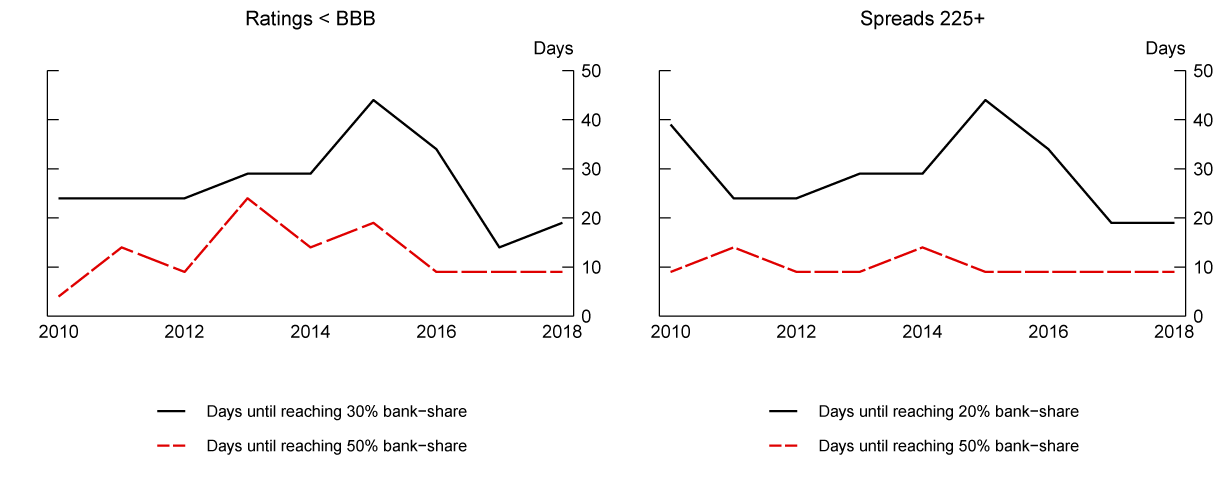 Ratings < BBB
Days
50
40
30
20
10
0
2010 2012 2014 2016 2018
Days until reaching 30% bank−share
Days until reaching 50% bank−share
Spreads 225+
Days
50
40
30
20
10
0
2010 2012 2014 2016 2018
Days until reaching 20% bank−share
Days until reaching 50% bank−share